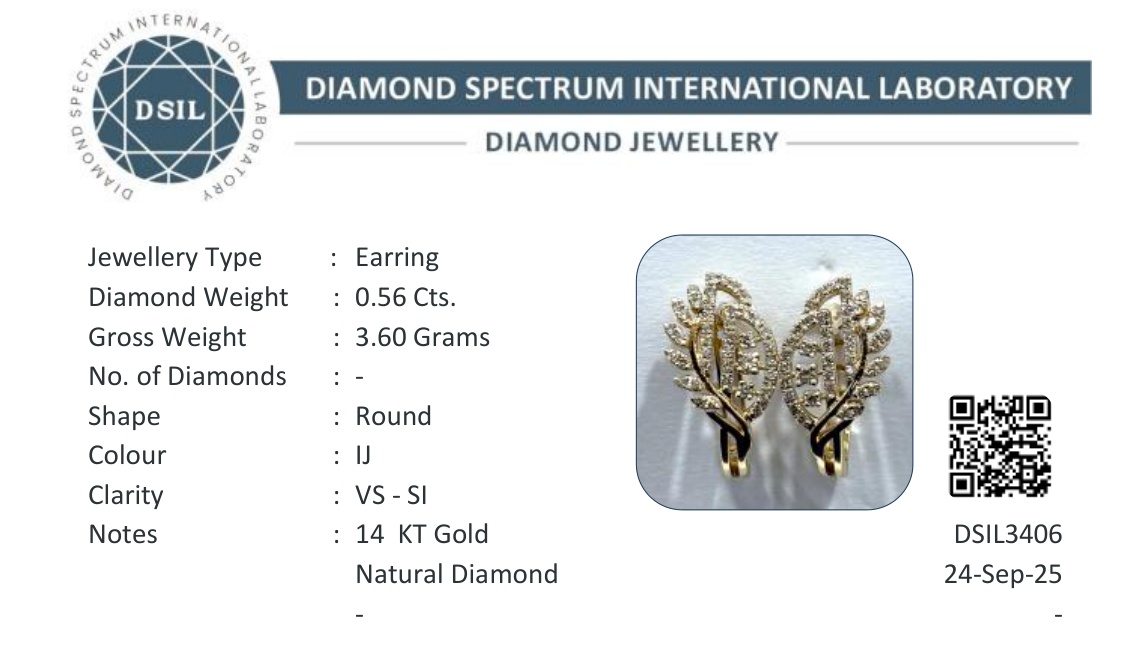 DIAMOND SPECTRUM INTERNATIONAL LABORATORY
DSIL
DIAMOND SPECTRUM INTERNATIONAL LABORATORY
DIAMOND JEWELLERY
Jewellery Type : Earring
Diamond Weight : 0.56 Cts.
Gross Weight : 3.60 Grams
No. of Diamonds : -
Shape : Round
Colour : IJ
Clarity : VS - SI
Notes : 14 KT Gold
DSIL3406
Natural Diamond
24-Sep-25
-
-